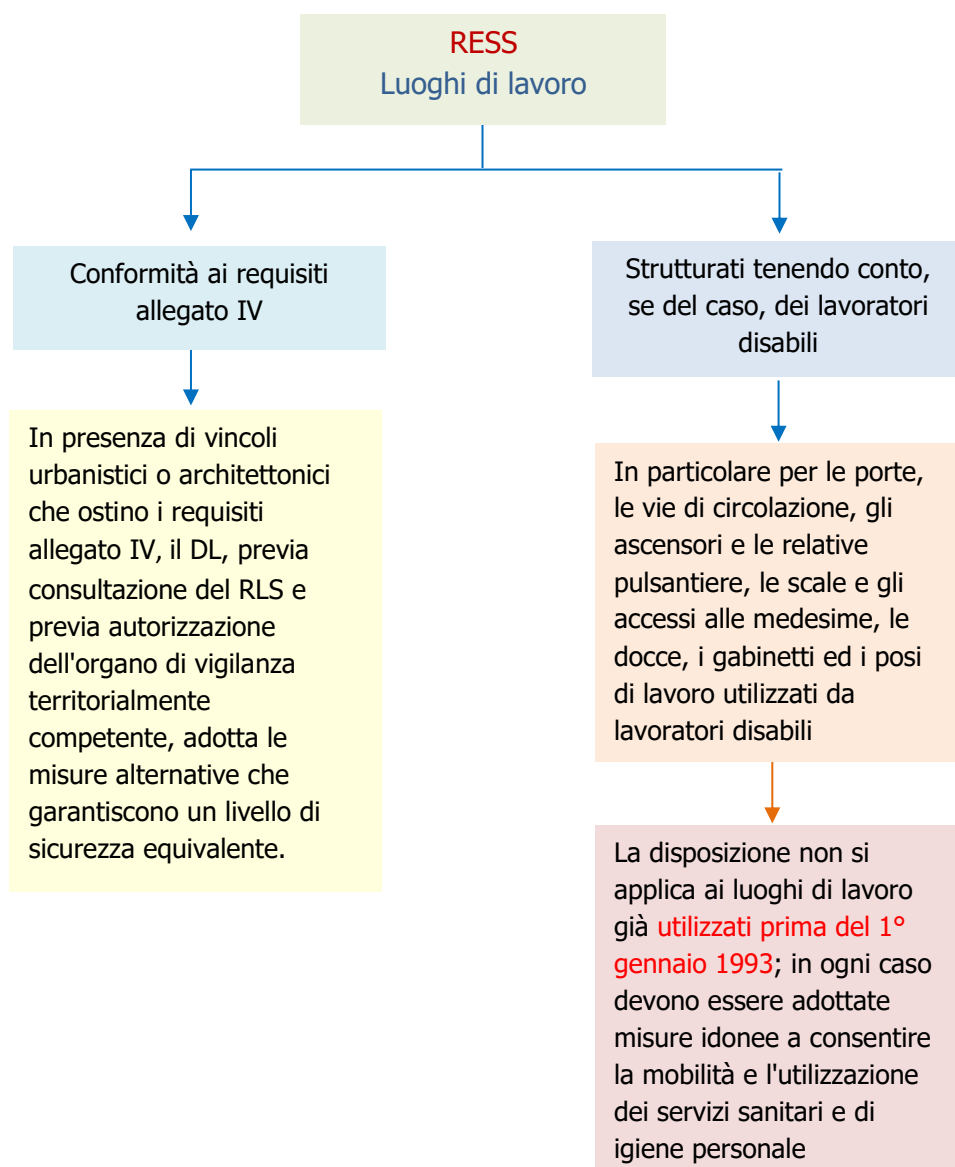 RESS
Luoghi di lavoro
Conformità ai requisiti
allegato IV
In presenza di vincoli
urbanistici o architettonici
che ostino i requisiti
allegato IV, il DL, previa
consultazione del RLS e
previa autorizzazione
dell'organo di vigilanza
territorialmente
competente, adotta le
misure alternative che
garantiscono un livello di
sicurezza equivalente.
Strutturati tenendo conto,
se del caso, dei lavoratori
disabili
In particolare per le porte,
le vie di circolazione, gli
ascensori e le relative
pulsantiere, le scale e gli
accessi alle medesime, le
docce, i gabinetti ed i posi
di lavoro utilizzati da
lavoratori disabili
La disposizione non si
applica ai luoghi di lavoro
già utilizzati prima del 1°
gennaio 1993; in ogni caso
devono essere adottate
misure idonee a consentire
la mobilità e l'utilizzazione
dei servizi sanitari e di
igiene personale